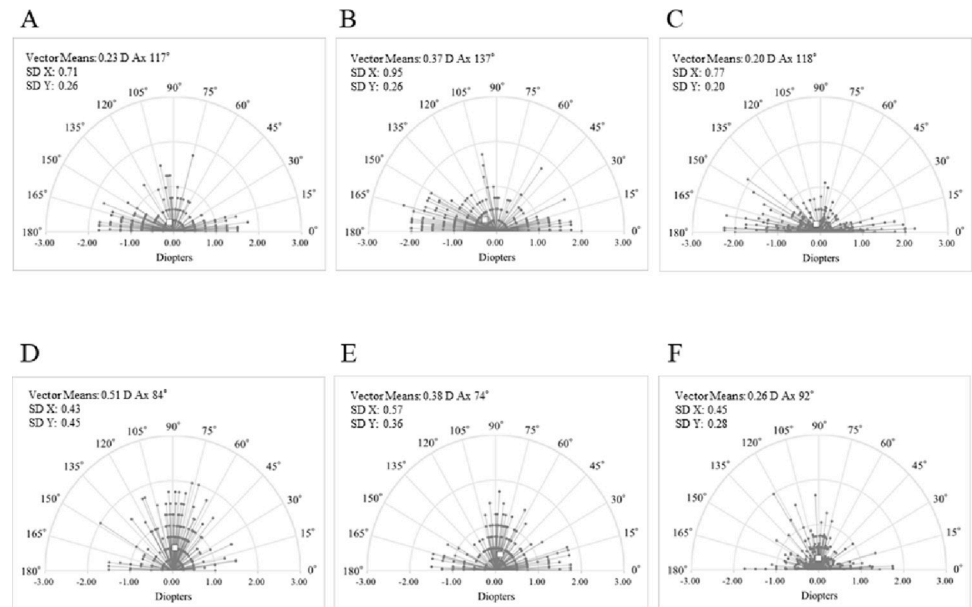 A
Vector Means: 0.23 D Ax 117°
SD X: 0.71
SD Y: 0.26
90°
105° 75°
120° 60°
135° 45°
150° 30°
165° 15°
180° 0°
-3.00 -2.00 -1.00 0.00 1.00 2.00 3.00
Diopters
B
Vector Means: 0.37 D Ax 137°
SD X: 0.95
SD Y: 0.26
90°
105° 75°
120° 60°
135° 45°
150° 30°
165° 15°
180° 0°
-3.00 -2.00 -1.00 0.00 1.00 2.00 3.00
Diopters
C
Vector Means: 0.20 D Ax 118°
SD X: 0.77
SD Y: 0.20
90°
105° 75°
120° 60°
135° 45°
150° 30°
165° 15°
180° 0°
-3.00 -2.00 -1.00 0.00 1.00 2.00 3.00
Diopters
D
Vector Means: 0.51 D Ax 84°
SD X: 0.43
SD Y: 0.45
90°
105° 75°
120° 60°
135° 45°
150° 30°
165° 15°
180° 0°
-3.00 -2.00 -1.00 0.00 1.00 2.00 3.00
Diopters
E
Vector Means: 0.38 D Ax 74°
SD X: 0.57
SD Y: 0.36
90°
105° 75°
120° 60°
135° 45°
150° 30°
165° 15°
180° 0°
-3.00 -2.00 -1.00 0.00 1.00 2.00 3.00
Diopters
F
Vector Means: 0.26 D Ax 92°
SD X: 0.45
SD Y: 0.28
90°
105° 75°
120° 60°
135° 45°
150° 30°
165° 15°
180° 0°
-3.00 -2.00 -1.00 0.00 1.00 2.00 3.00
Diopters